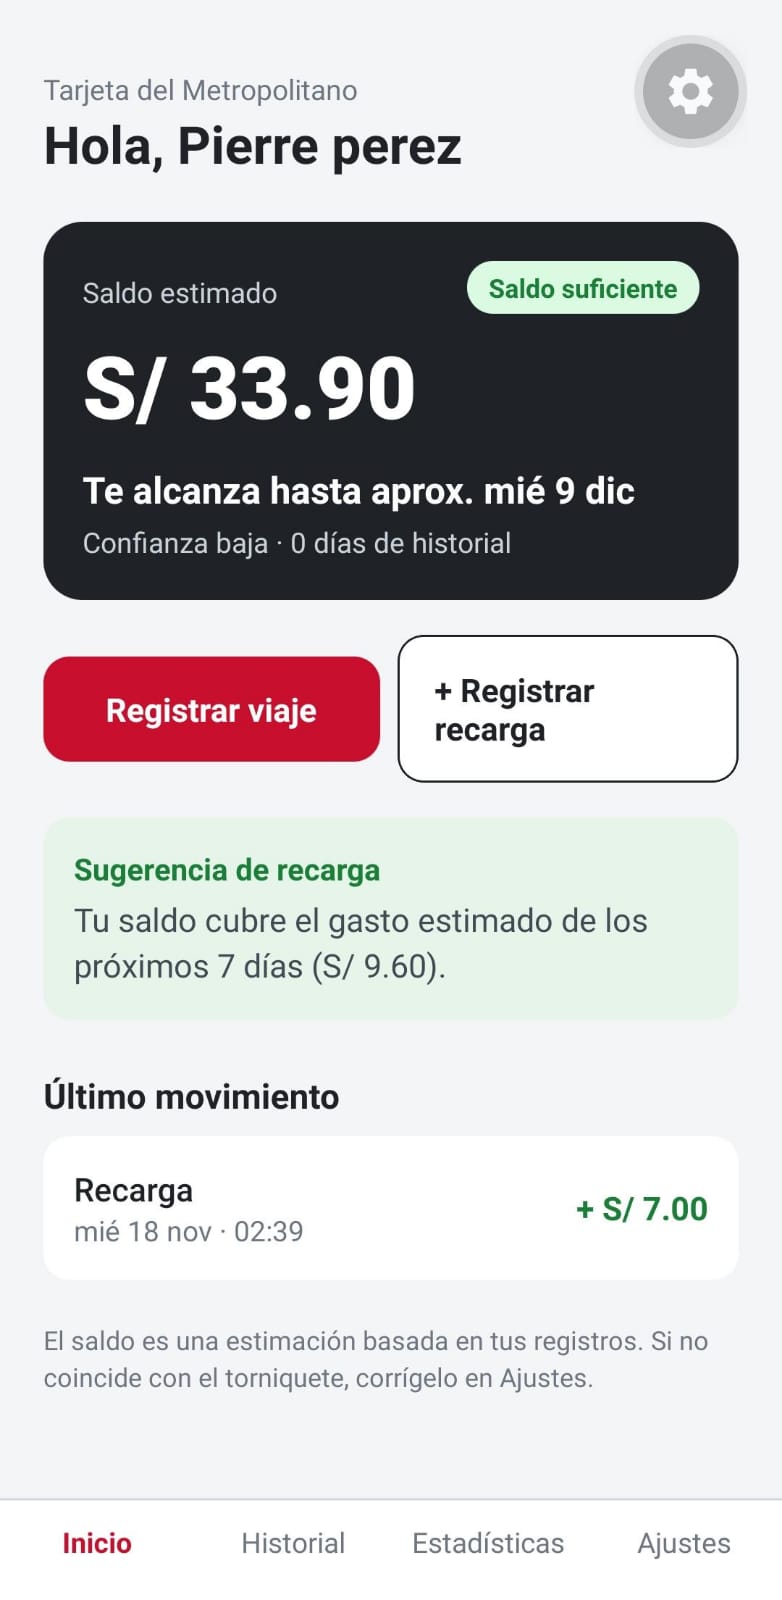 Tarjeta del Metropolitano
Hola, Pierre perez
Saldo estimado
Saldo suficiente
S/ 33.90
Te alcanza hasta aprox. mié 9 dic
Confianza baja · 0 días de historial
Registrar viaje
+ Registrar
recarga
Sugerencia de recarga
Tu saldo cubre el gasto estimado de los
próximos 7 días (S/ 9.60).
Último movimiento
Recarga
mié 18 nov · 02:39
+ S/ 7.00
El saldo es una estimación basada en tus registros. Si no
coincide con el torniquete, corrígelo en Ajustes.
Inicio
Historial
Estadísticas
Ajustes